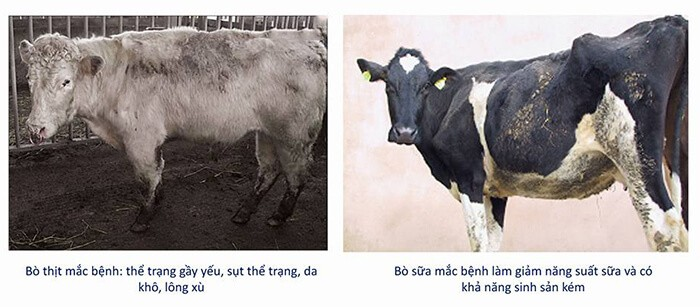 Bò thịt mắc bệnh: thể trạng gầy yếu, sụt thể trạng, da
khô, lông xù
Bò sữa mắc bệnh làm giảm năng suất sữa và có
khả năng sinh sản kém